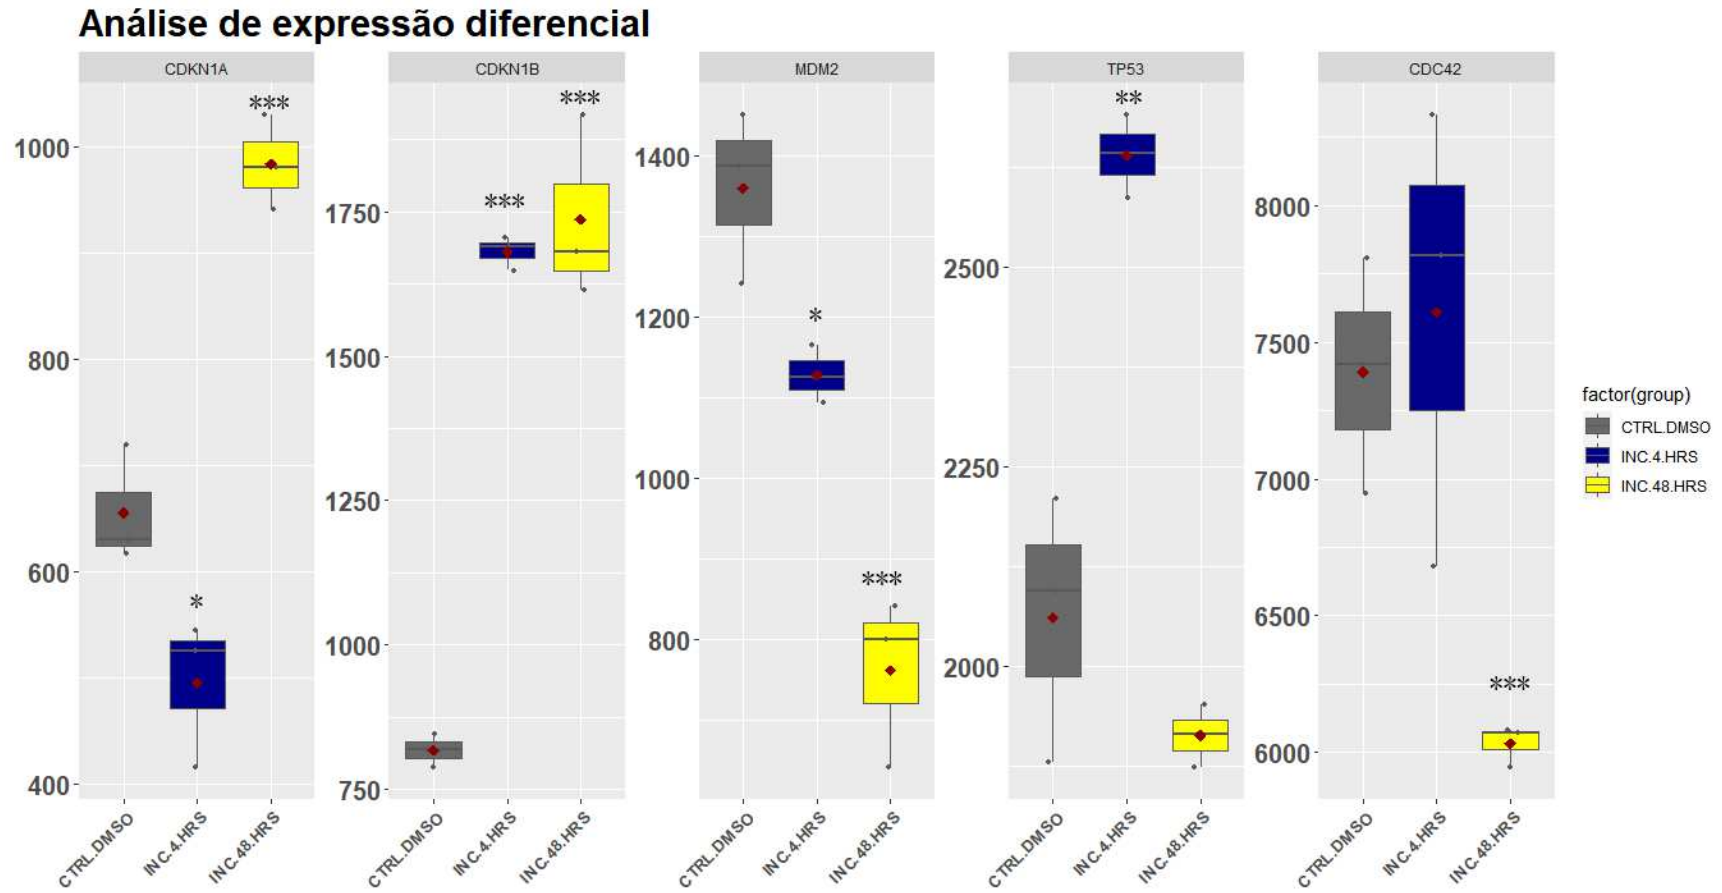 Análise de expressão diferencial
CDKN1A
CDKN1B
MDM2
TP53
CDC42
***
*
***
***
*
***
**
***
1000
800
600
400
1750
1500
1250
1000
750
1400
1200
1000
800
2500
2250
2000
8000
7500
7000
6500
6000
CTRL.DMSO
INC.4.HRS
INC.48.HRS
CTRL.DMSO
INC.4.HRS
INC.48.HRS
CTRL.DMSO
INC.4.HRS
INC.48.HRS
CTRL.DMSO
INC.4.HRS
INC.48.HRS
CTRL.DMSO
INC.4.HRS
INC.48.HRS
factor(group)
CTRL.DMSO
INC.4.HRS
INC.48.HRS